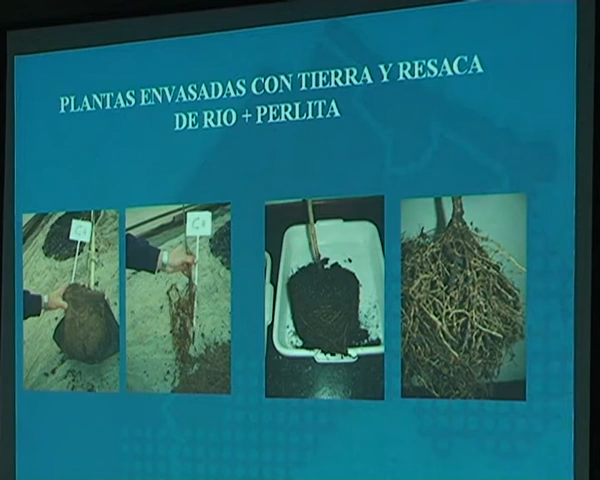 PLANTAS ENVASADAS CON TIERRA Y RESACA
DE RIO + PERLITA